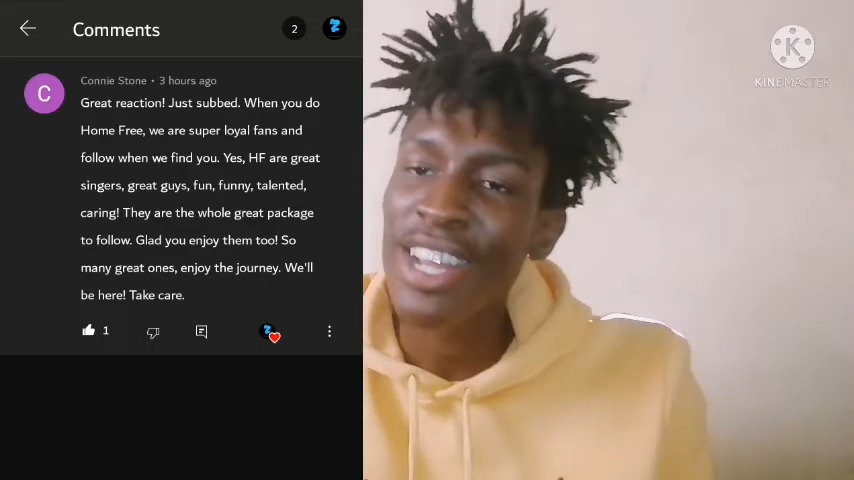 Comments
2
Connie Stone • 3 hours ago
Great reaction! Just subbed. When you do
Home Free, we are super loyal fans and
follow when we find you. Yes, HF are great
singers, great guys, fun, funny, talented,
caring! They are the whole great package
to follow. Glad you enjoy them too! So
many great ones, enjoy the journey. We'll
be here! Take care.
C
1
K
KINEMASTER